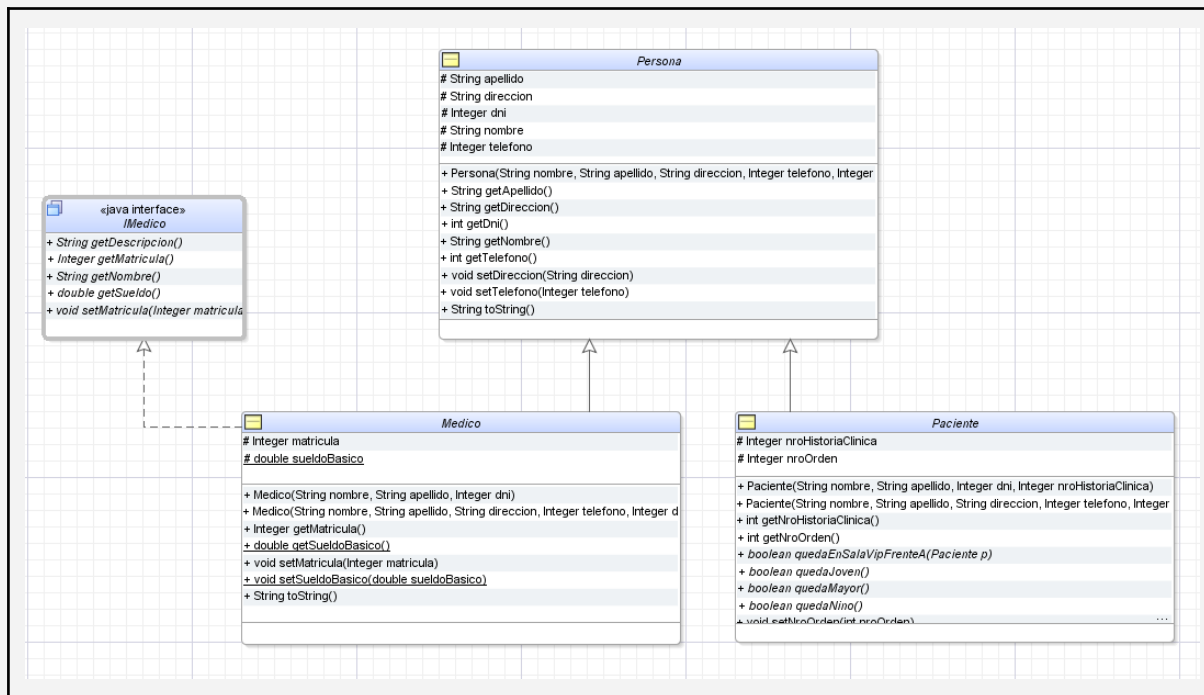 Persona
# String apellido
# String direccion
# Integer dni
# String nombre
# Integer telefono
+ Persona(String nombre, String apellido, String direccion, Integer telefono, Integer
+ String getApellido()
+ String getDireccion()
+ int getDni()
+ String getNombre()
+ int getTelefono()
+ void setDireccion(String direccion)
+ void setTelefono(Integer telefono)
+ String toString()
«java interface»
IMedico
+ String getDescripcion()
+ Integer getMatricula()
+ String getNombre()
+ double getSueldo()
+ void setMatricula(Integer matricula
Medico
# Integer matricula
# double sueldoBasico
+ Medico(String nombre, String apellido, Integer dni)
+ Medico(String nombre, String apellido, String direccion, Integer telefono, Integer d
+ Integer getMatricula()
+ double getSueldoBasico()
+ void setMatricula(Integer matricula)
+ void setSueldoBasico(double sueldoBasico)
+ String toString()
Paciente
# Integer nroHistoriaClinica
# Integer nroOrden
+ Paciente(String nombre, String apellido, Integer dni, Integer nroHistoriaClinica)
+ Paciente(String nombre, String apellido, String direccion, Integer telefono, Integer
+ int getNroHistoriaClinica()
+ int getNroOrden()
+ boolean quedaEnSalaVipFrenteA(Paciente p)
+ boolean quedaJoven()
+ boolean quedaMayor()
+ boolean quedaNino()
+ void setNroOrden(int nroOrden)
...